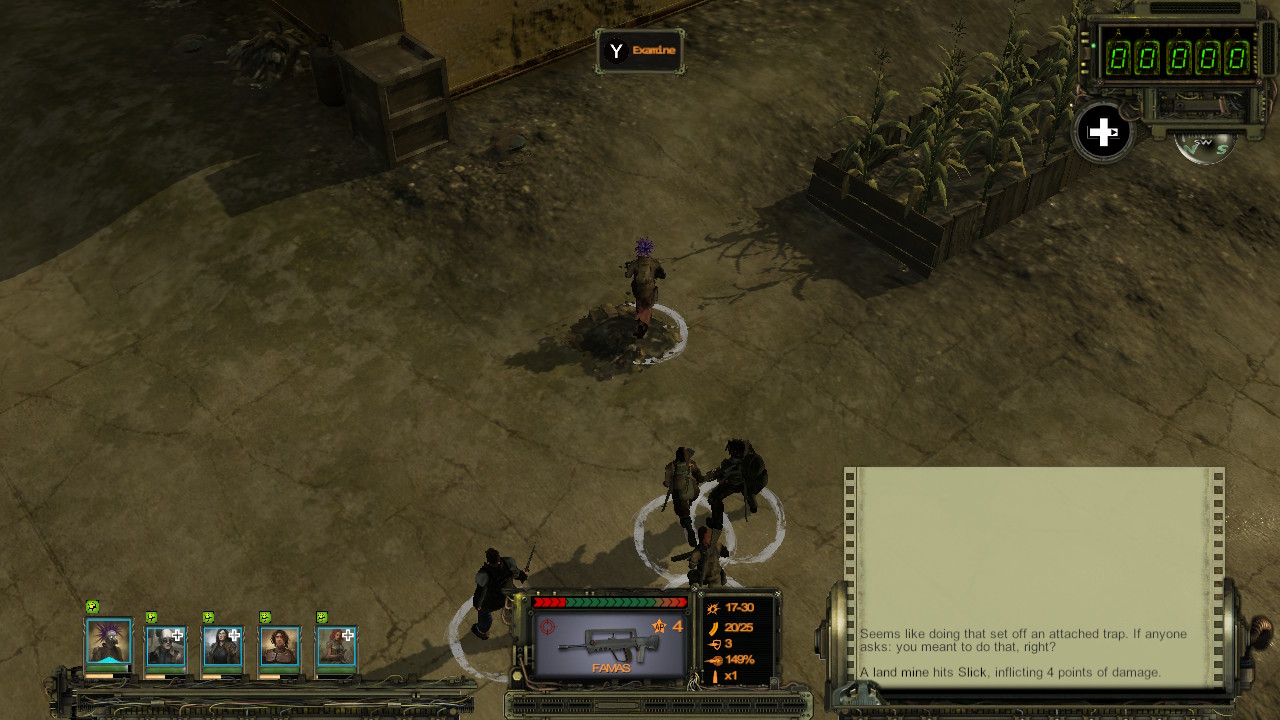 Y Examine
00000
SW
S
AP 4
FAMAS
17-30
20/25
3
149%
x1
Seems like doing that set off an attached trap. If anyone
asks: you meant to do that, right?
A land mine hits Slick, inflicting 4 points of damage.